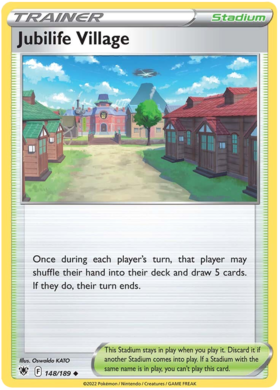 TRAINER
Stadium
Jubilife Village
Once during each player's turn, that player may
shuffle their hand into their deck and draw 5 cards.
If they do, their turn ends.
Illus. Oswaldo KATO
F 148/189
This Stadium stays in play when you play it. Discard it if
another Stadium comes into play. If a Stadium with the
same name is in play, you can't play this card.
©2022 Pokémon / Nintendo / Creatures / GAME FREAK